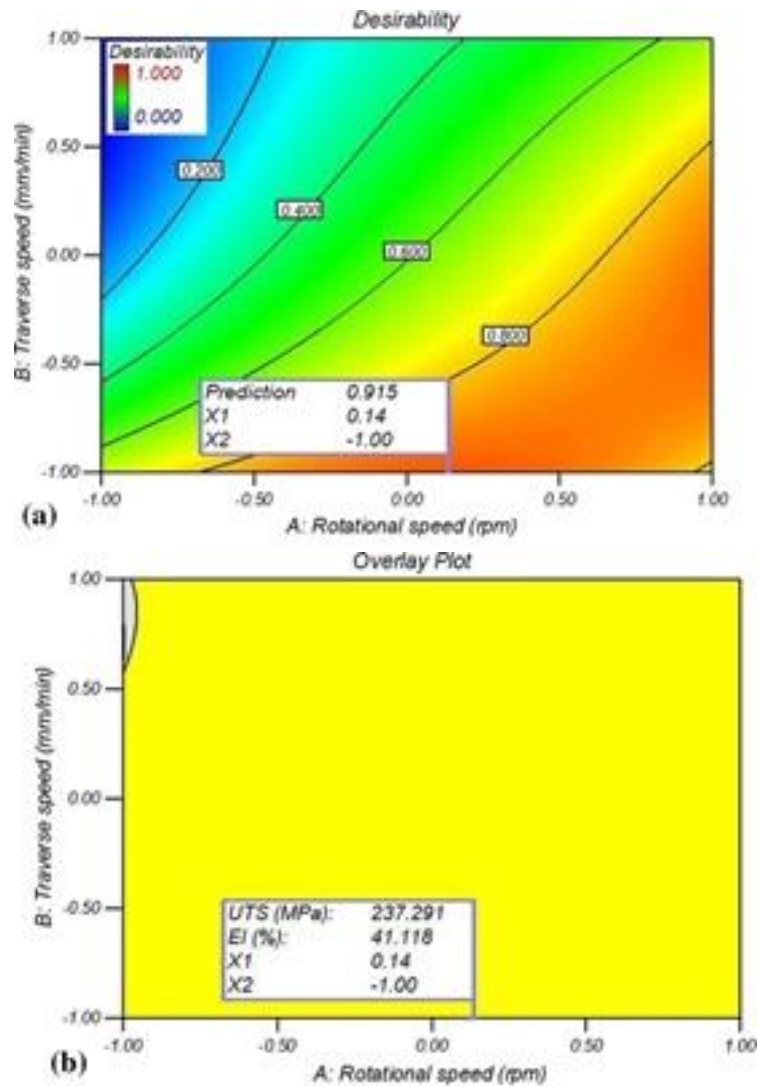 Desirability
Desirability
1.000
0.000
1.00
0.50
0.00
-0.50
-1.00
B: Traverse speed (mm/min)
0.200
0.400
0.600
0.800
Prediction 0.915
X1 0.14
X2 -1.00
-1.00 -0.50 0.00 0.50 1.00
(a)
A: Rotational speed (rpm)
Overlay Plot
1.00
0.50
0.00
-0.50
-1.00
B: Traverse speed (mm/min)
UTS (MPa): 237.291
El (%): 41.118
X1 0.14
X2 -1.00
-1.00 -0.50 0.00 0.50 1.00
(b)
A: Rotational speed (rpm)